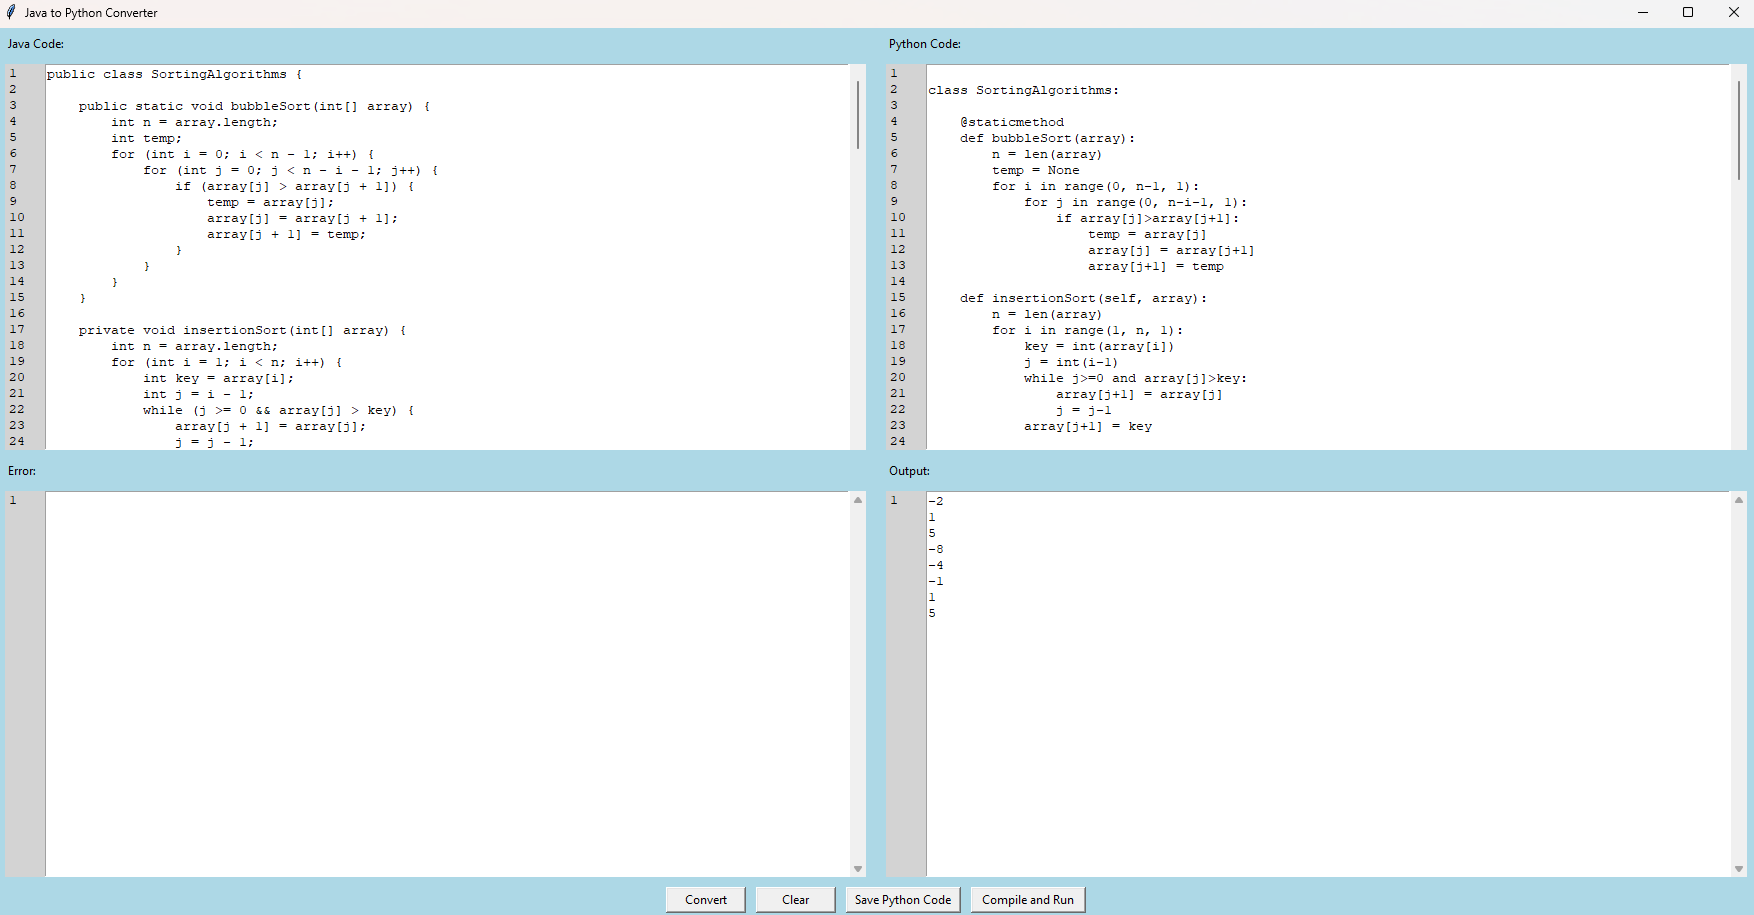 Java to Python Converter
Java Code:
1 public class SortingAlgorithms {
2
3     public static void bubbleSort(int[] array) {
4         int n = array.length;
5         int temp;
6         for (int i = 0; i < n - 1; i++) {
7             for (int j = 0; j < n - i - 1; j++) {
8                 if (array[j] > array[j + 1]) {
9                     temp = array[j];
10                     array[j] = array[j + 1];
11                     array[j + 1] = temp;
12                 }
13             }
14         }
15     }
16
17     private void insertionSort(int[] array) {
18         int n = array.length;
19         for (int i = 1; i < n; i++) {
20             int key = array[i];
21             int j = i - 1;
22             while (j >= 0 && array[j] > key) {
23                 array[j + 1] = array[j];
24                 j = j - 1;
Python Code:
1
2 class SortingAlgorithms:
3
4     @staticmethod
5     def bubbleSort(array):
6         n = len(array)
7         temp = None
8         for i in range(0, n-1, 1):
9             for j in range(0, n-i-1, 1):
10                 if array[j]>array[j+1]:
11                     temp = array[j]
12                     array[j] = array[j+1]
13                     array[j+1] = temp
14
15     def insertionSort(self, array):
16         n = len(array)
17         for i in range(1, n, 1):
18             key = int(array[i])
19             j = int(i-1)
20             while j>=0 and array[j]>key:
21                 array[j+1] = array[j]
22                 j = j-1
23             array[j+1] = key
24
Error:
1
Output:
1 -2
1
5
-8
-4
-1
1
5
Convert
Clear
Save Python Code
Compile and Run